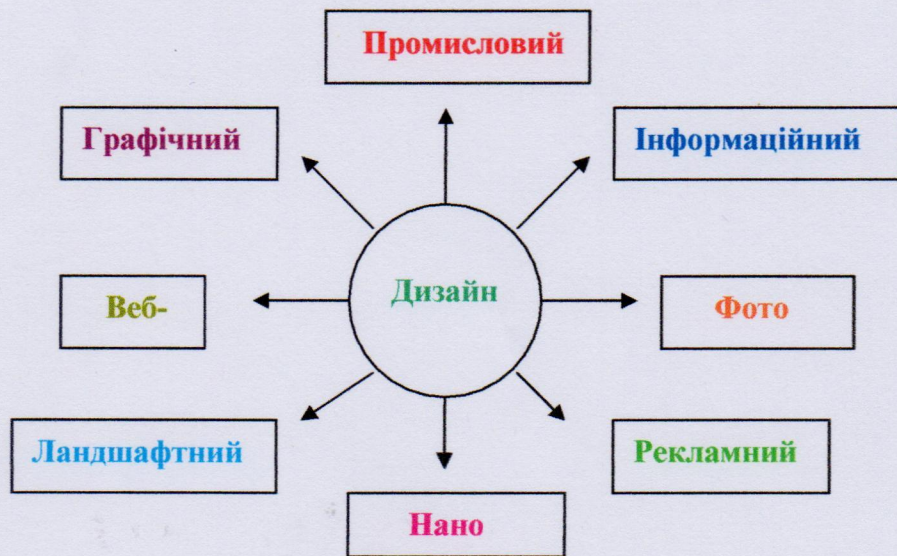 Промисловий
Графічний
Інформаційний
Веб-
Дизайн
Фото
Ландшафтний
Рекламний
Нано